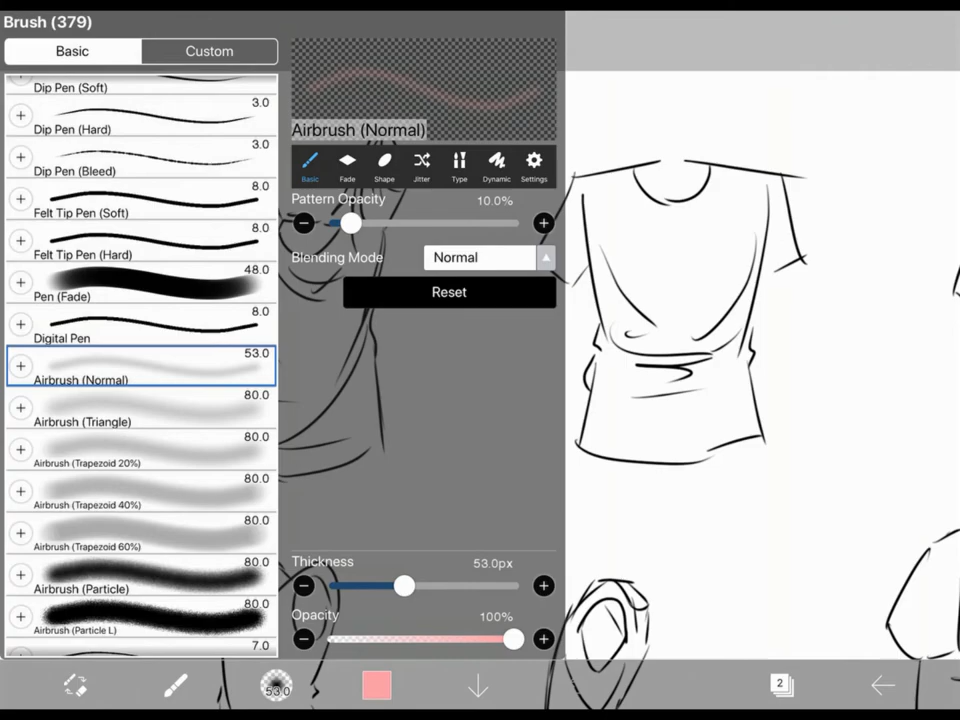 Brush (379)
Basic Custom
Dip Pen (Soft)
3.0
Dip Pen (Hard)
3.0
Dip Pen (Bleed)
8.0
Felt Tip Pen (Soft)
8.0
Felt Tip Pen (Hard)
48.0
Pen (Fade)
8.0
Digital Pen
53.0
Airbrush (Normal)
80.0
Airbrush (Triangle)
80.0
Airbrush (Trapezoid 20%)
80.0
Airbrush (Trapezoid 40%)
80.0
Airbrush (Trapezoid 60%)
80.0
Airbrush (Particle)
80.0
Airbrush (Particle L)
7.0
Airbrush (Normal)
Basic Fade Shape Jitter Type Dynamic Settings
Pattern Opacity 10.0%
Blending Mode Normal
Reset
Thickness 53.0px
Opacity 100%
53.0
2